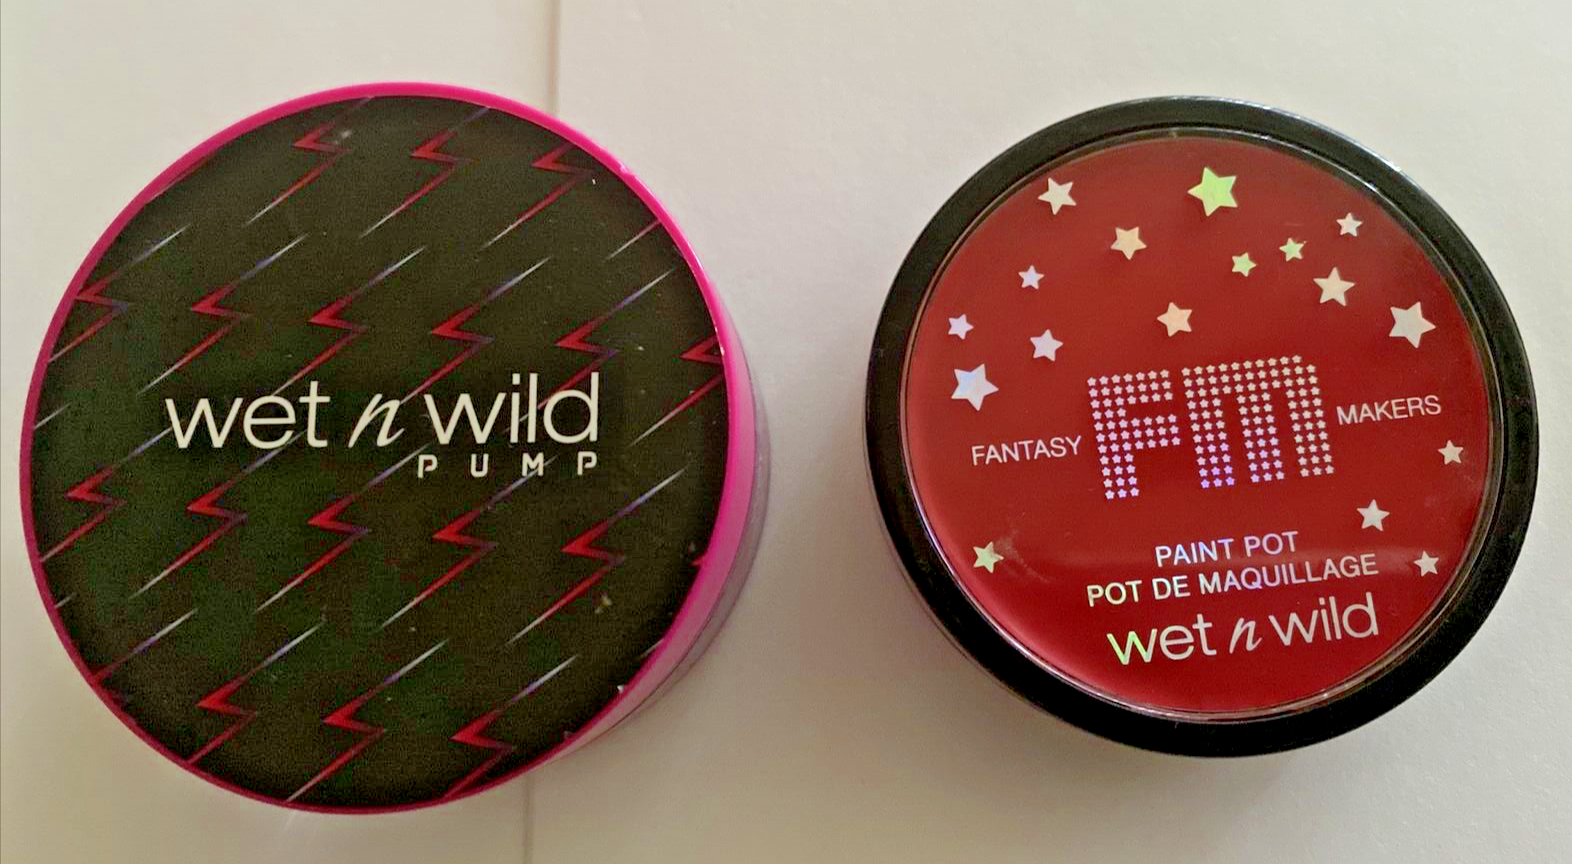 wet n wild
PUMP
FANTASY FM MAKERS
PAINT POT
POT DE MAQUILLAGE
wet n wild